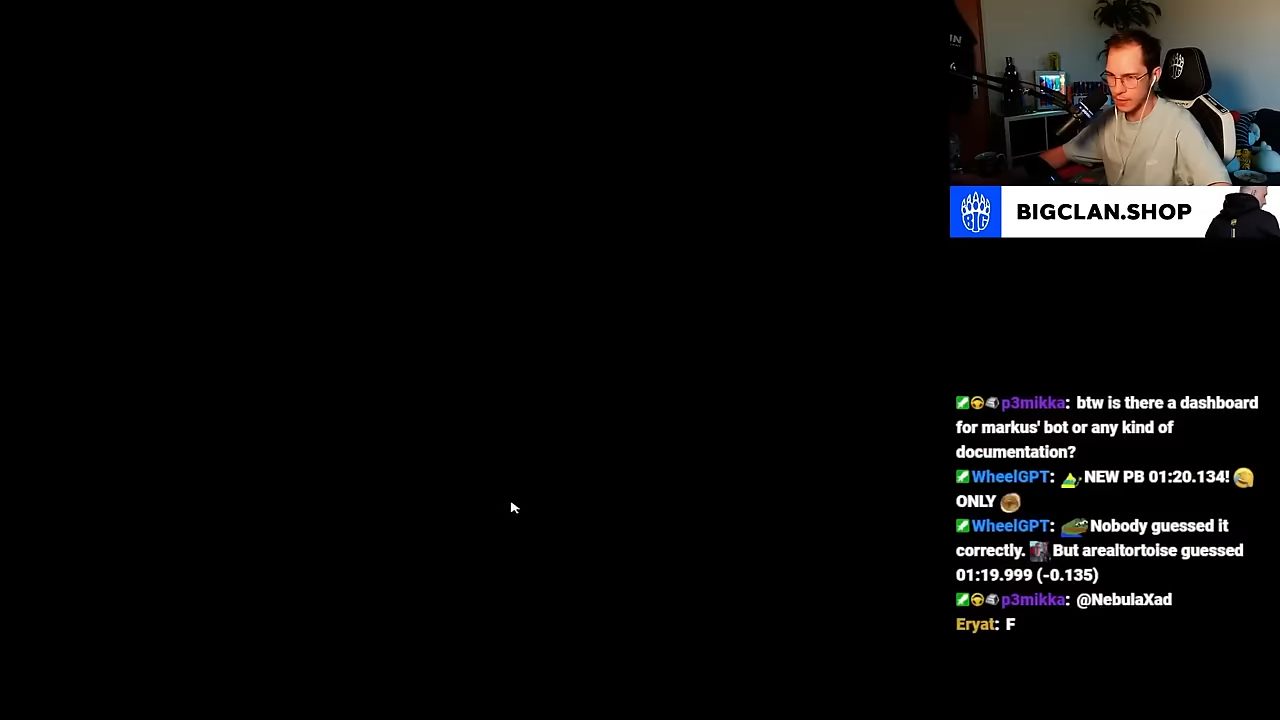 IN
BIG
BIGCLAN.SHOP
p3mikka: btw is there a dashboard
for markus' bot or any kind of
documentation?
WheelGPT: NEW PB 01:20.134!
ONLY
WheelGPT: Nobody guessed it
correctly. But arealtortoise guessed
01:19.999 (-0.135)
p3mikka: @NebulaXad
Eryat: F